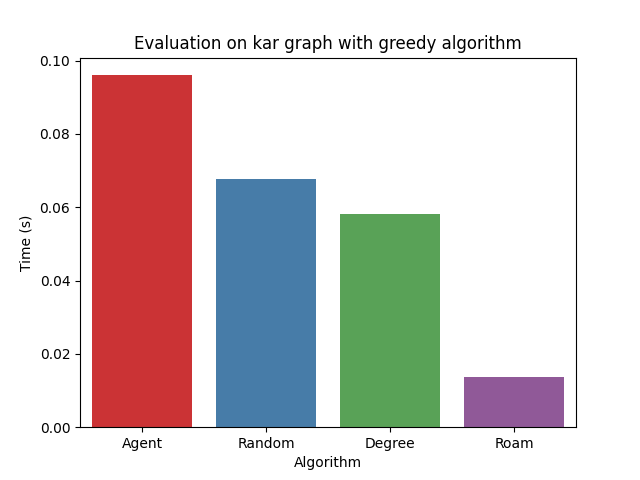 Evaluation on kar graph with greedy algorithm
0.10
0.08
0.06
0.04
0.02
0.00
Time (s)
Agent Random Degree Roam
Algorithm